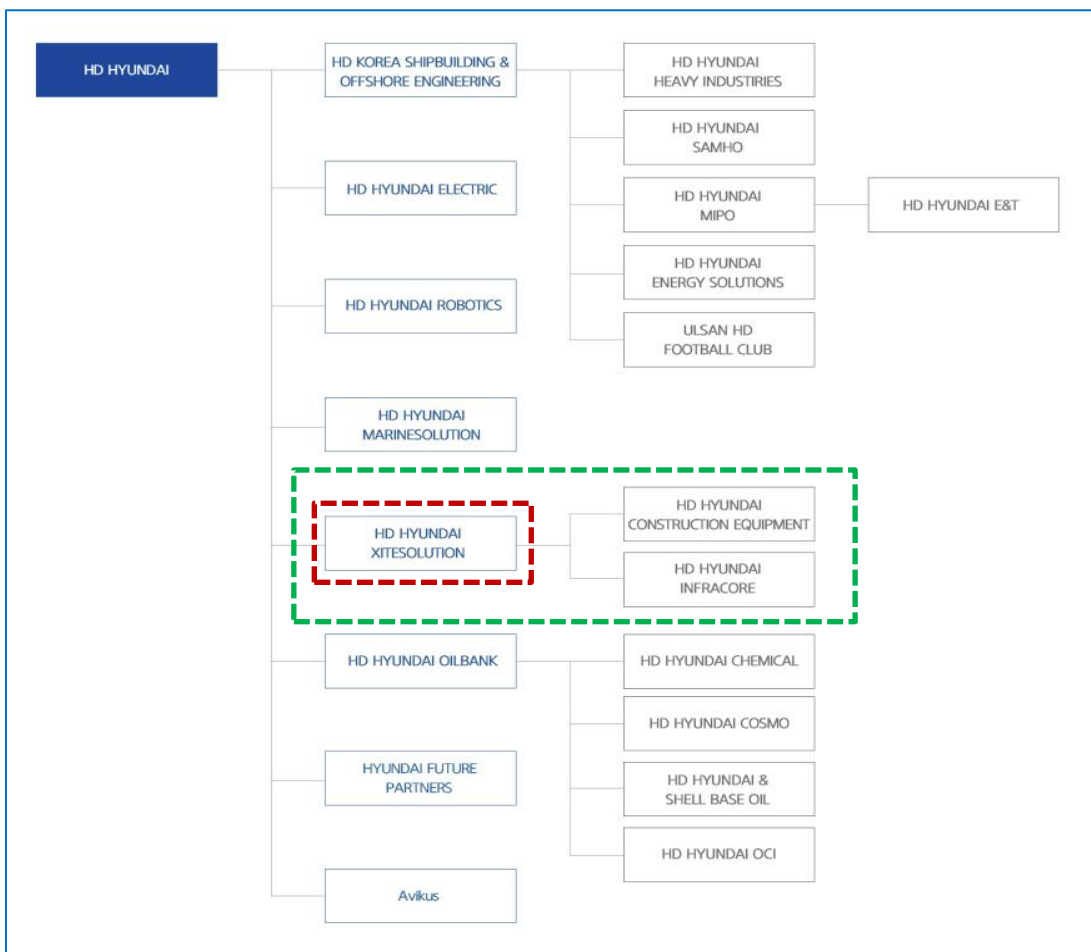 HD HYUNDAI
HD KOREA SHIPBUILDING &
OFFSHORE ENGINEERING
HD HYUNDAI
HEAVY INDUSTIRIES
HD HYUNDAI
SAMHO
HD HYUNDAI
MIPO
HD HYUNDAI E&T
HD HYUNDAI
ENERGY SOLUTIONS
ULSAN HD
FOOTBALL CLUB
HD HYUNDAI ELECTRIC
HD HYUNDAI ROBOTICS
HD HYUNDAI
MARINESOLUTION
HD HYUNDAI
XITESOLUTION
HD HYUNDAI
CONSTRUCTION EQUIPMENT
HD HYUNDAI
INFRACORE
HD HYUNDAI OILBANK
HD HYUNDAI CHEMICAL
HD HYUNDAI COSMO
HD HYUNDAI &
SHELL BASE OIL
HD HYUNDAI OCI
HYUNDAI FUTURE
PARTNERS
Avikus